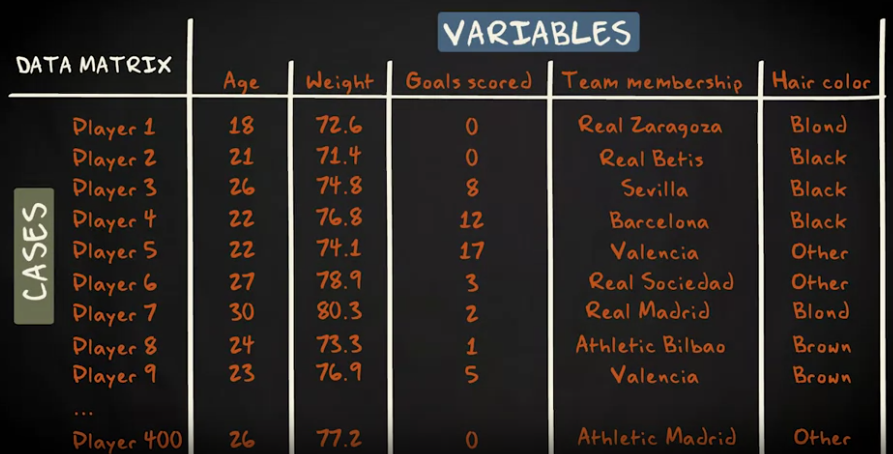 VARIABLES
DATA MATRIX
Age Weight Goals scored Team membership Hair color
CASES
Player 1 18 72.6 0 Real Zaragoza Blond
Player 2 21 71.4 0 Real Betis Black
Player 3 26 74.8 8 Sevilla Black
Player 4 22 76.8 12 Barcelona Black
Player 5 22 74.1 17 Valencia Other
Player 6 27 78.9 3 Real Sociedad Other
Player 7 30 80.3 2 Real Madrid Blond
Player 8 24 73.3 1 Athletic Bilbao Brown
Player 9 23 76.9 5 Valencia Brown
...
Player 400 26 77.2 0 Athletic Madrid Other